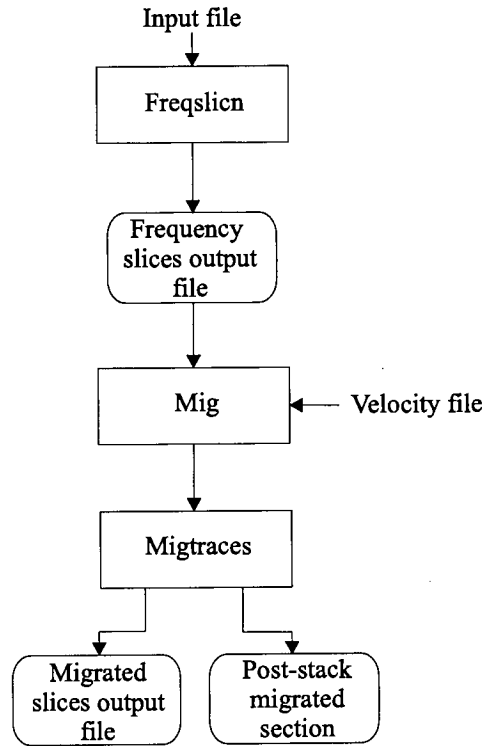 Input file
Freqslicn
Frequency
slices output
file
Mig
Velocity file
Migtraces
Migrated
slices output
file
Post-stack
migrated
section